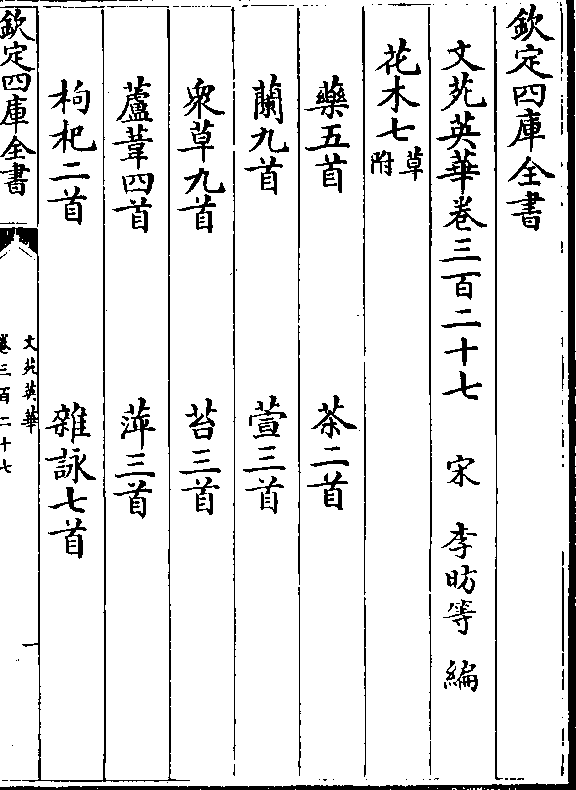 欽定四庫全書
文苑英華卷三百二十七 宋 李昉等 編
花木七草附
藥五首 茶二首
蘭九首 萱三首
衆草九首 苔三首
蘆葦四首 萍三首
枸杞二首 雜詠七首
欽定四庫全書
文苑英華
卷三百二十七
一